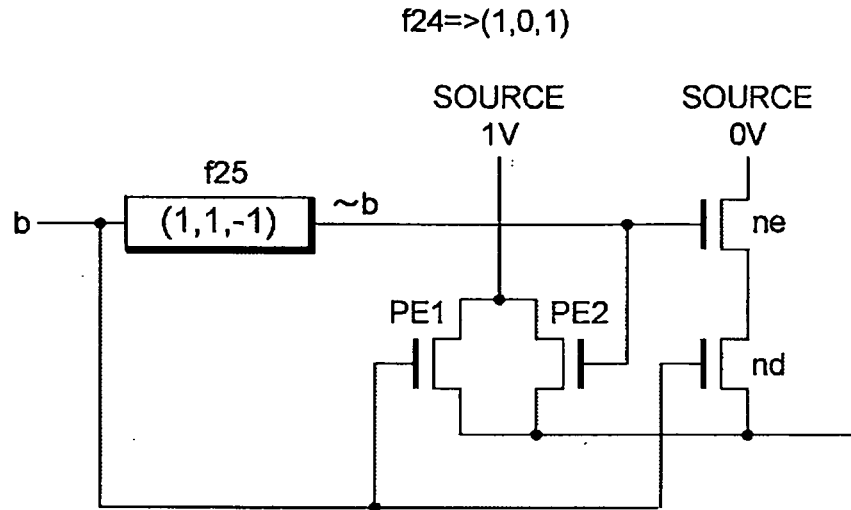 f24=>(1,0,1)
SOURCE
1V
SOURCE
0V
f25
b
(1,1,-1)
~b
ne
PE1
PE2
nd